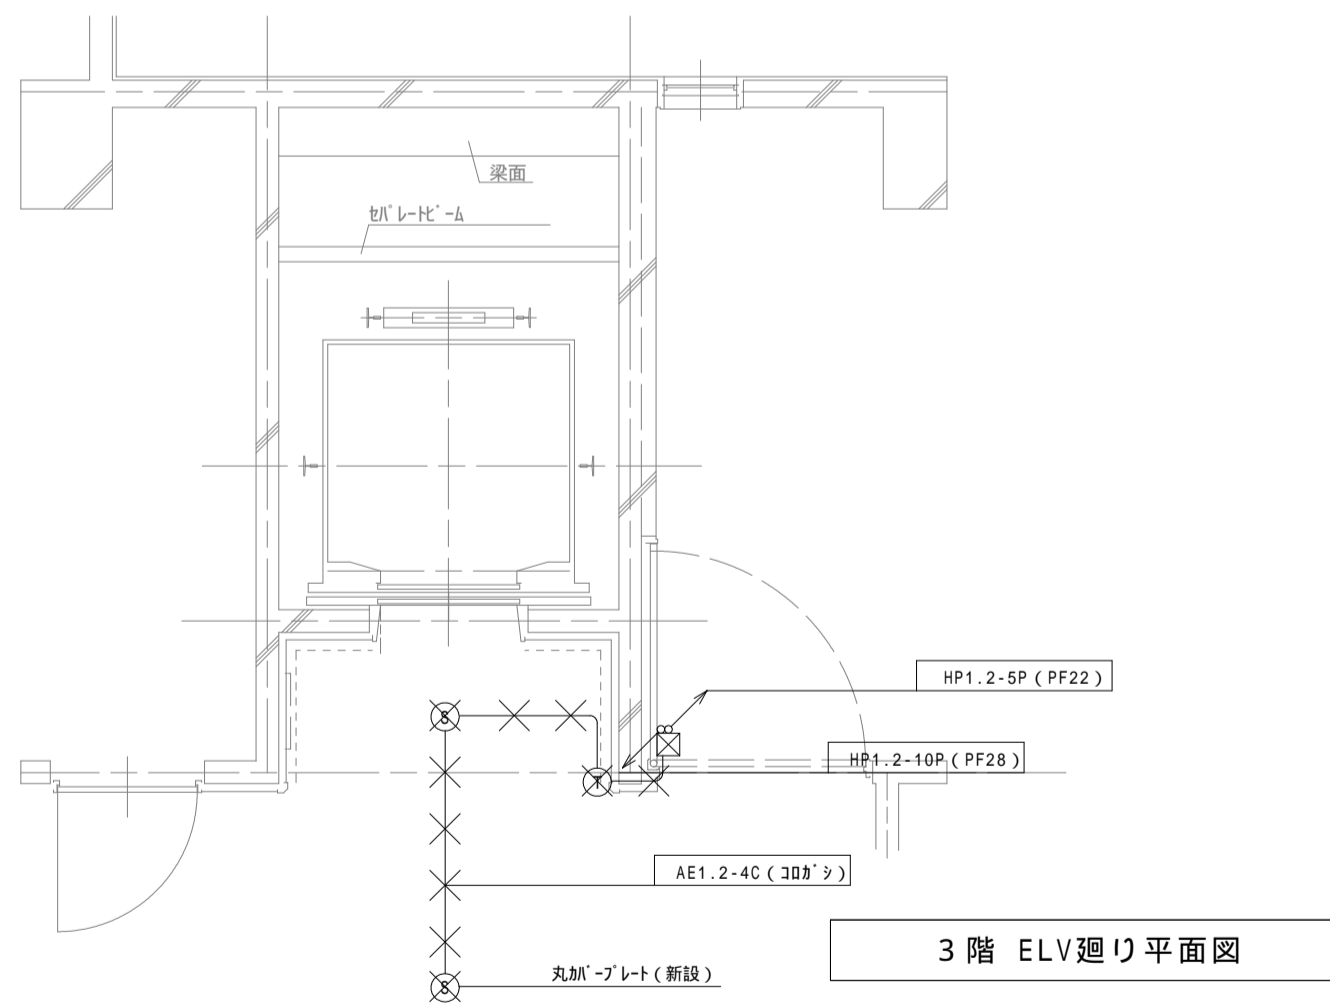 梁面
ｾﾊﾟﾚｰﾄﾋﾞｰﾑ
HP1.2-5P（PF22）
S
HP1.2-10P（PF28）
T
AE1.2-4C（ｺﾛｶﾞｼ）
3階 ELV廻り平面図
丸ｶﾊﾞｰﾌﾟﾚｰﾄ（新設）
S